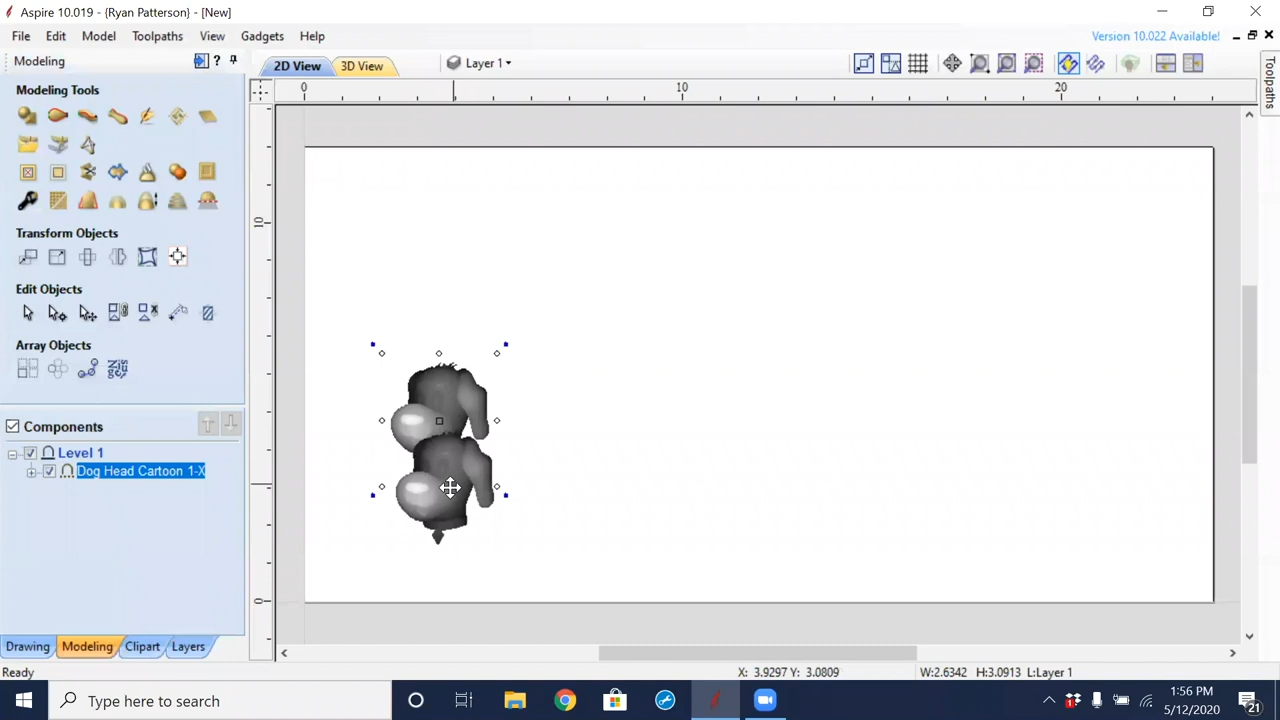 Aspire 10.019 - {Ryan Patterson} - [New]
File Edit Model Toolpaths View Gadgets Help
Version 10.022 Available!
Modeling
2D View 3D View Layer 1
Toolpaths
0 10 20
Modeling Tools
10
Transform Objects
Edit Objects
Array Objects
Components
Level 1
Dog Head Cartoon 1-X
0
Drawing Modeling Clipart Layers
Ready
X: 3.9297 Y: 3.0809
W:2.6342 H:3.0913 L:Layer 1
Type here to search
1:56 PM
5/12/2020
21